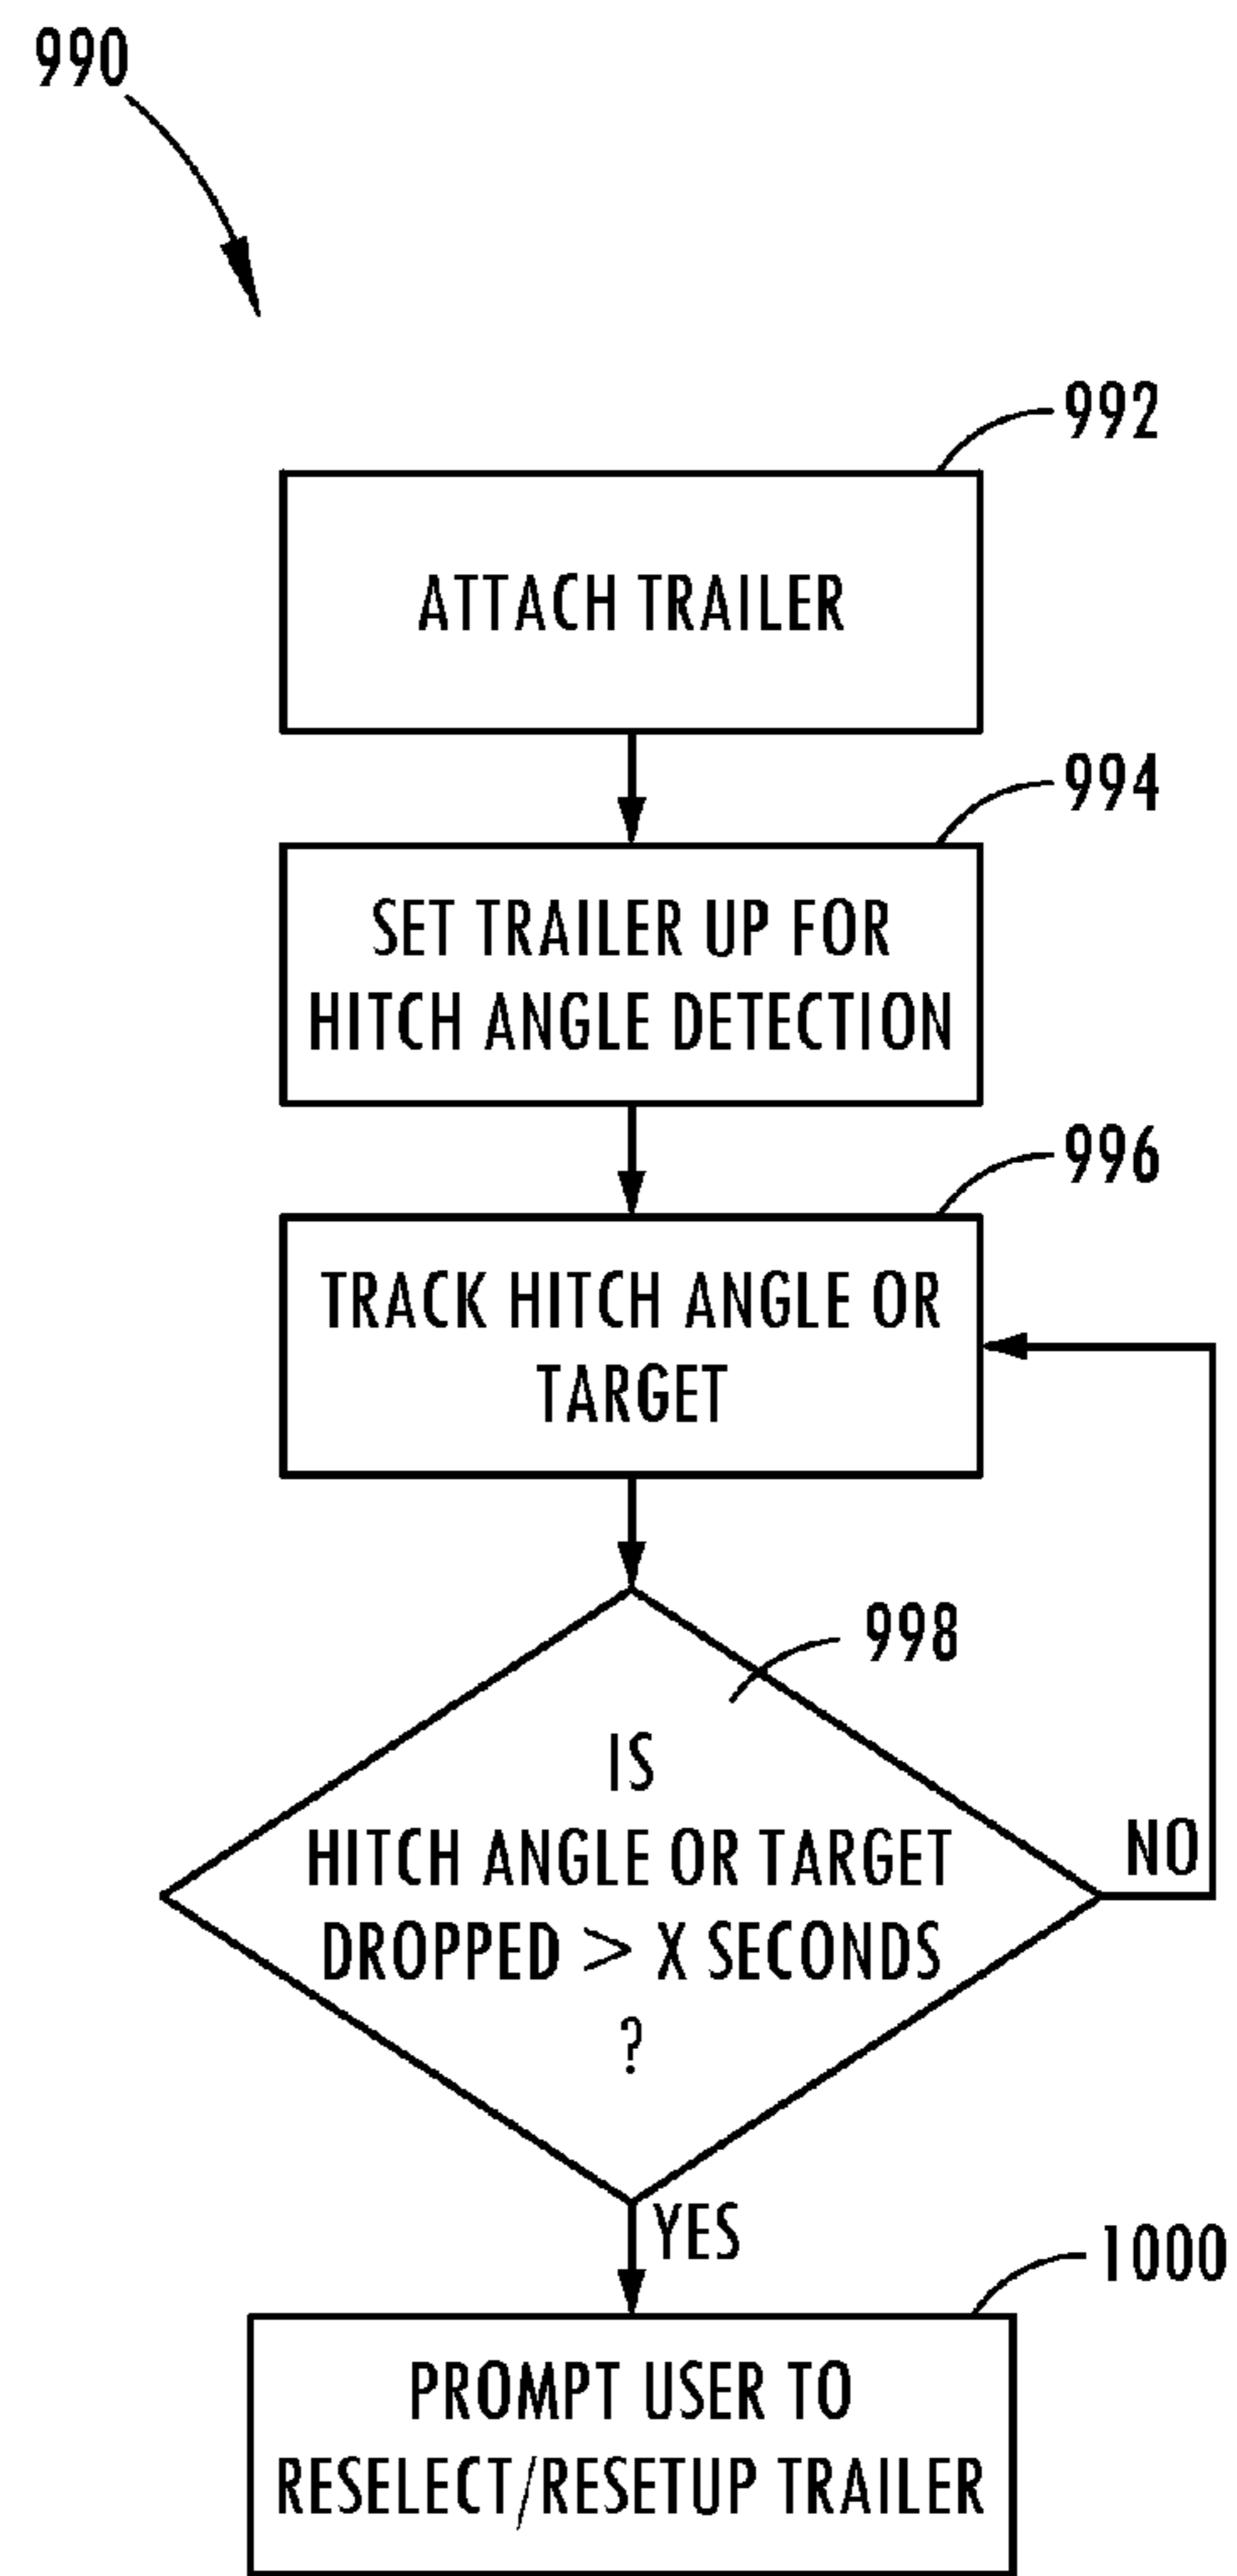 990
992
ATTACH TRAILER
994
SET TRAILER UP FOR
HITCH ANGLE DETECTION
996
TRACK HITCH ANGLE OR
TARGET
998
IS
HITCH ANGLE OR TARGET
DROPPED > X SECONDS
?
NO
YES
1000
PROMPT USER TO
RESELECT/RESETUP TRAILER